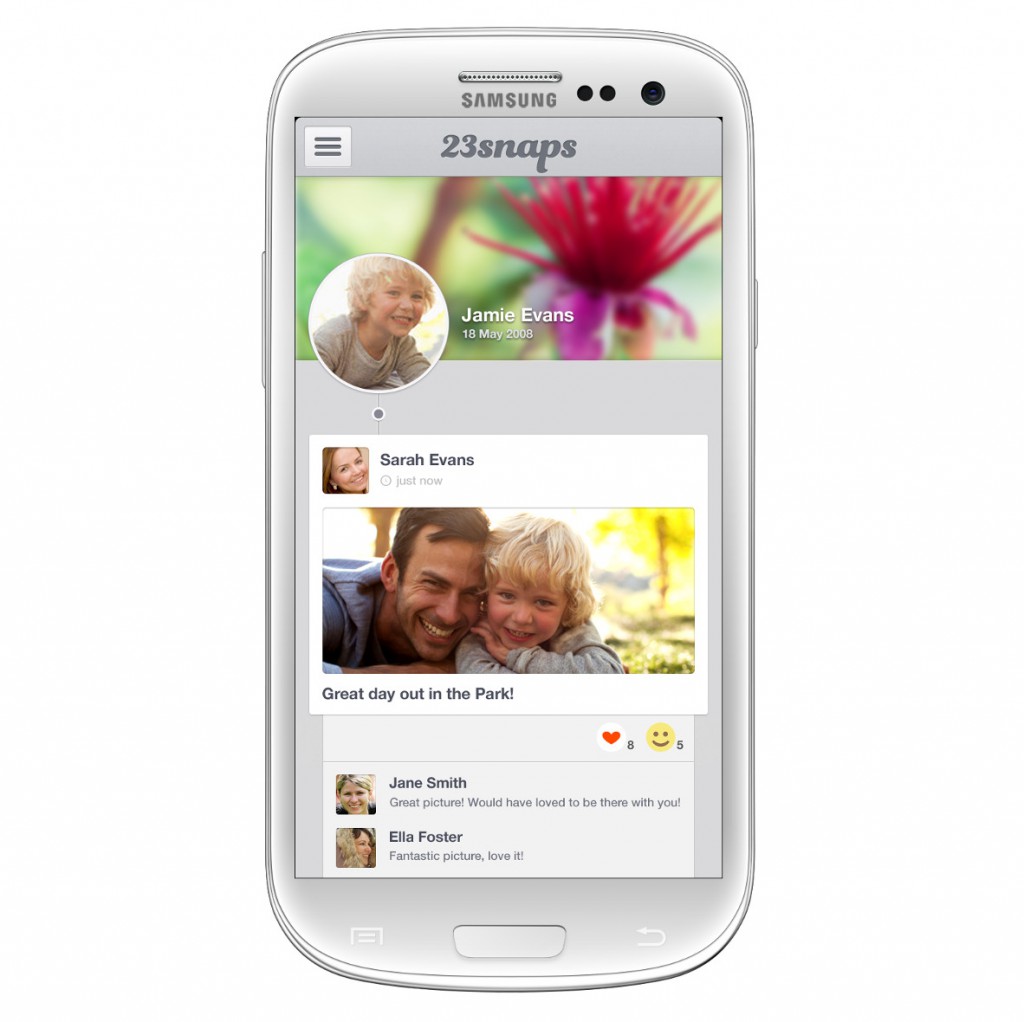 SAMSUNG
23snaps
Jamie Evans
18 May 2008
Sarah Evans
just now
Great day out in the Park!
8 5
Jane Smith
Great picture! Would have loved to be there with you!
Ella Foster
Fantastic picture, love it!